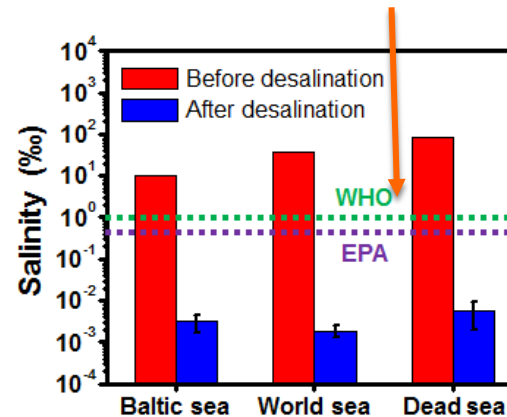 Salinity (‰)
10⁴
10³
10²
10¹
10⁰
10⁻¹
10⁻²
10⁻³
10⁻⁴
Before desalination
After desalination
WHO
EPA
Baltic sea World sea Dead sea